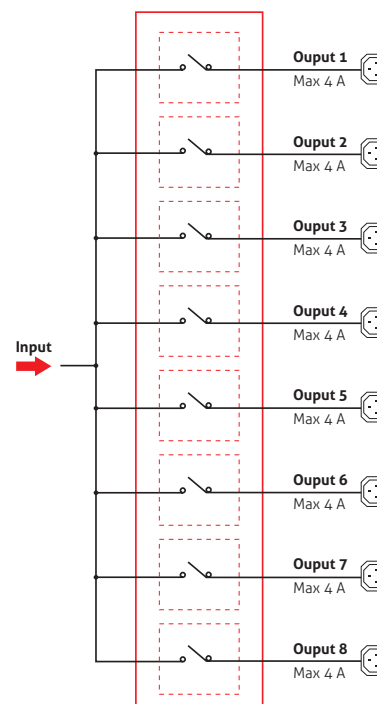 Ouput 1
Max 4 A
Ouput 2
Max 4 A
Ouput 3
Max 4 A
Ouput 4
Max 4 A
Input
Ouput 5
Max 4 A
Ouput 6
Max 4 A
Ouput 7
Max 4 A
Ouput 8
Max 4 A